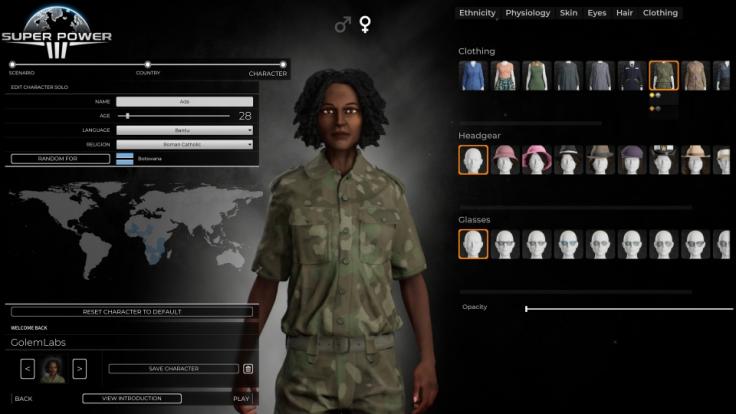 SUPER POWER
III
SCENARIO
COUNTRY
CHARACTER
EDIT CHARACTER SOLO
NAME
Ada
AGE
28
LANGUAGE
Bantu
RELIGION
Roman Catholic
RANDOM FOR
Botswana
RESET CHARACTER TO DEFAULT
WELCOME BACK
GolemLabs
<
>
SAVE CHARACTER
BACK
VIEW INTRODUCTION
PLAY
Ethnicity
Physiology
Skin
Eyes
Hair
Clothing
Clothing
Headgear
Glasses
Opacity